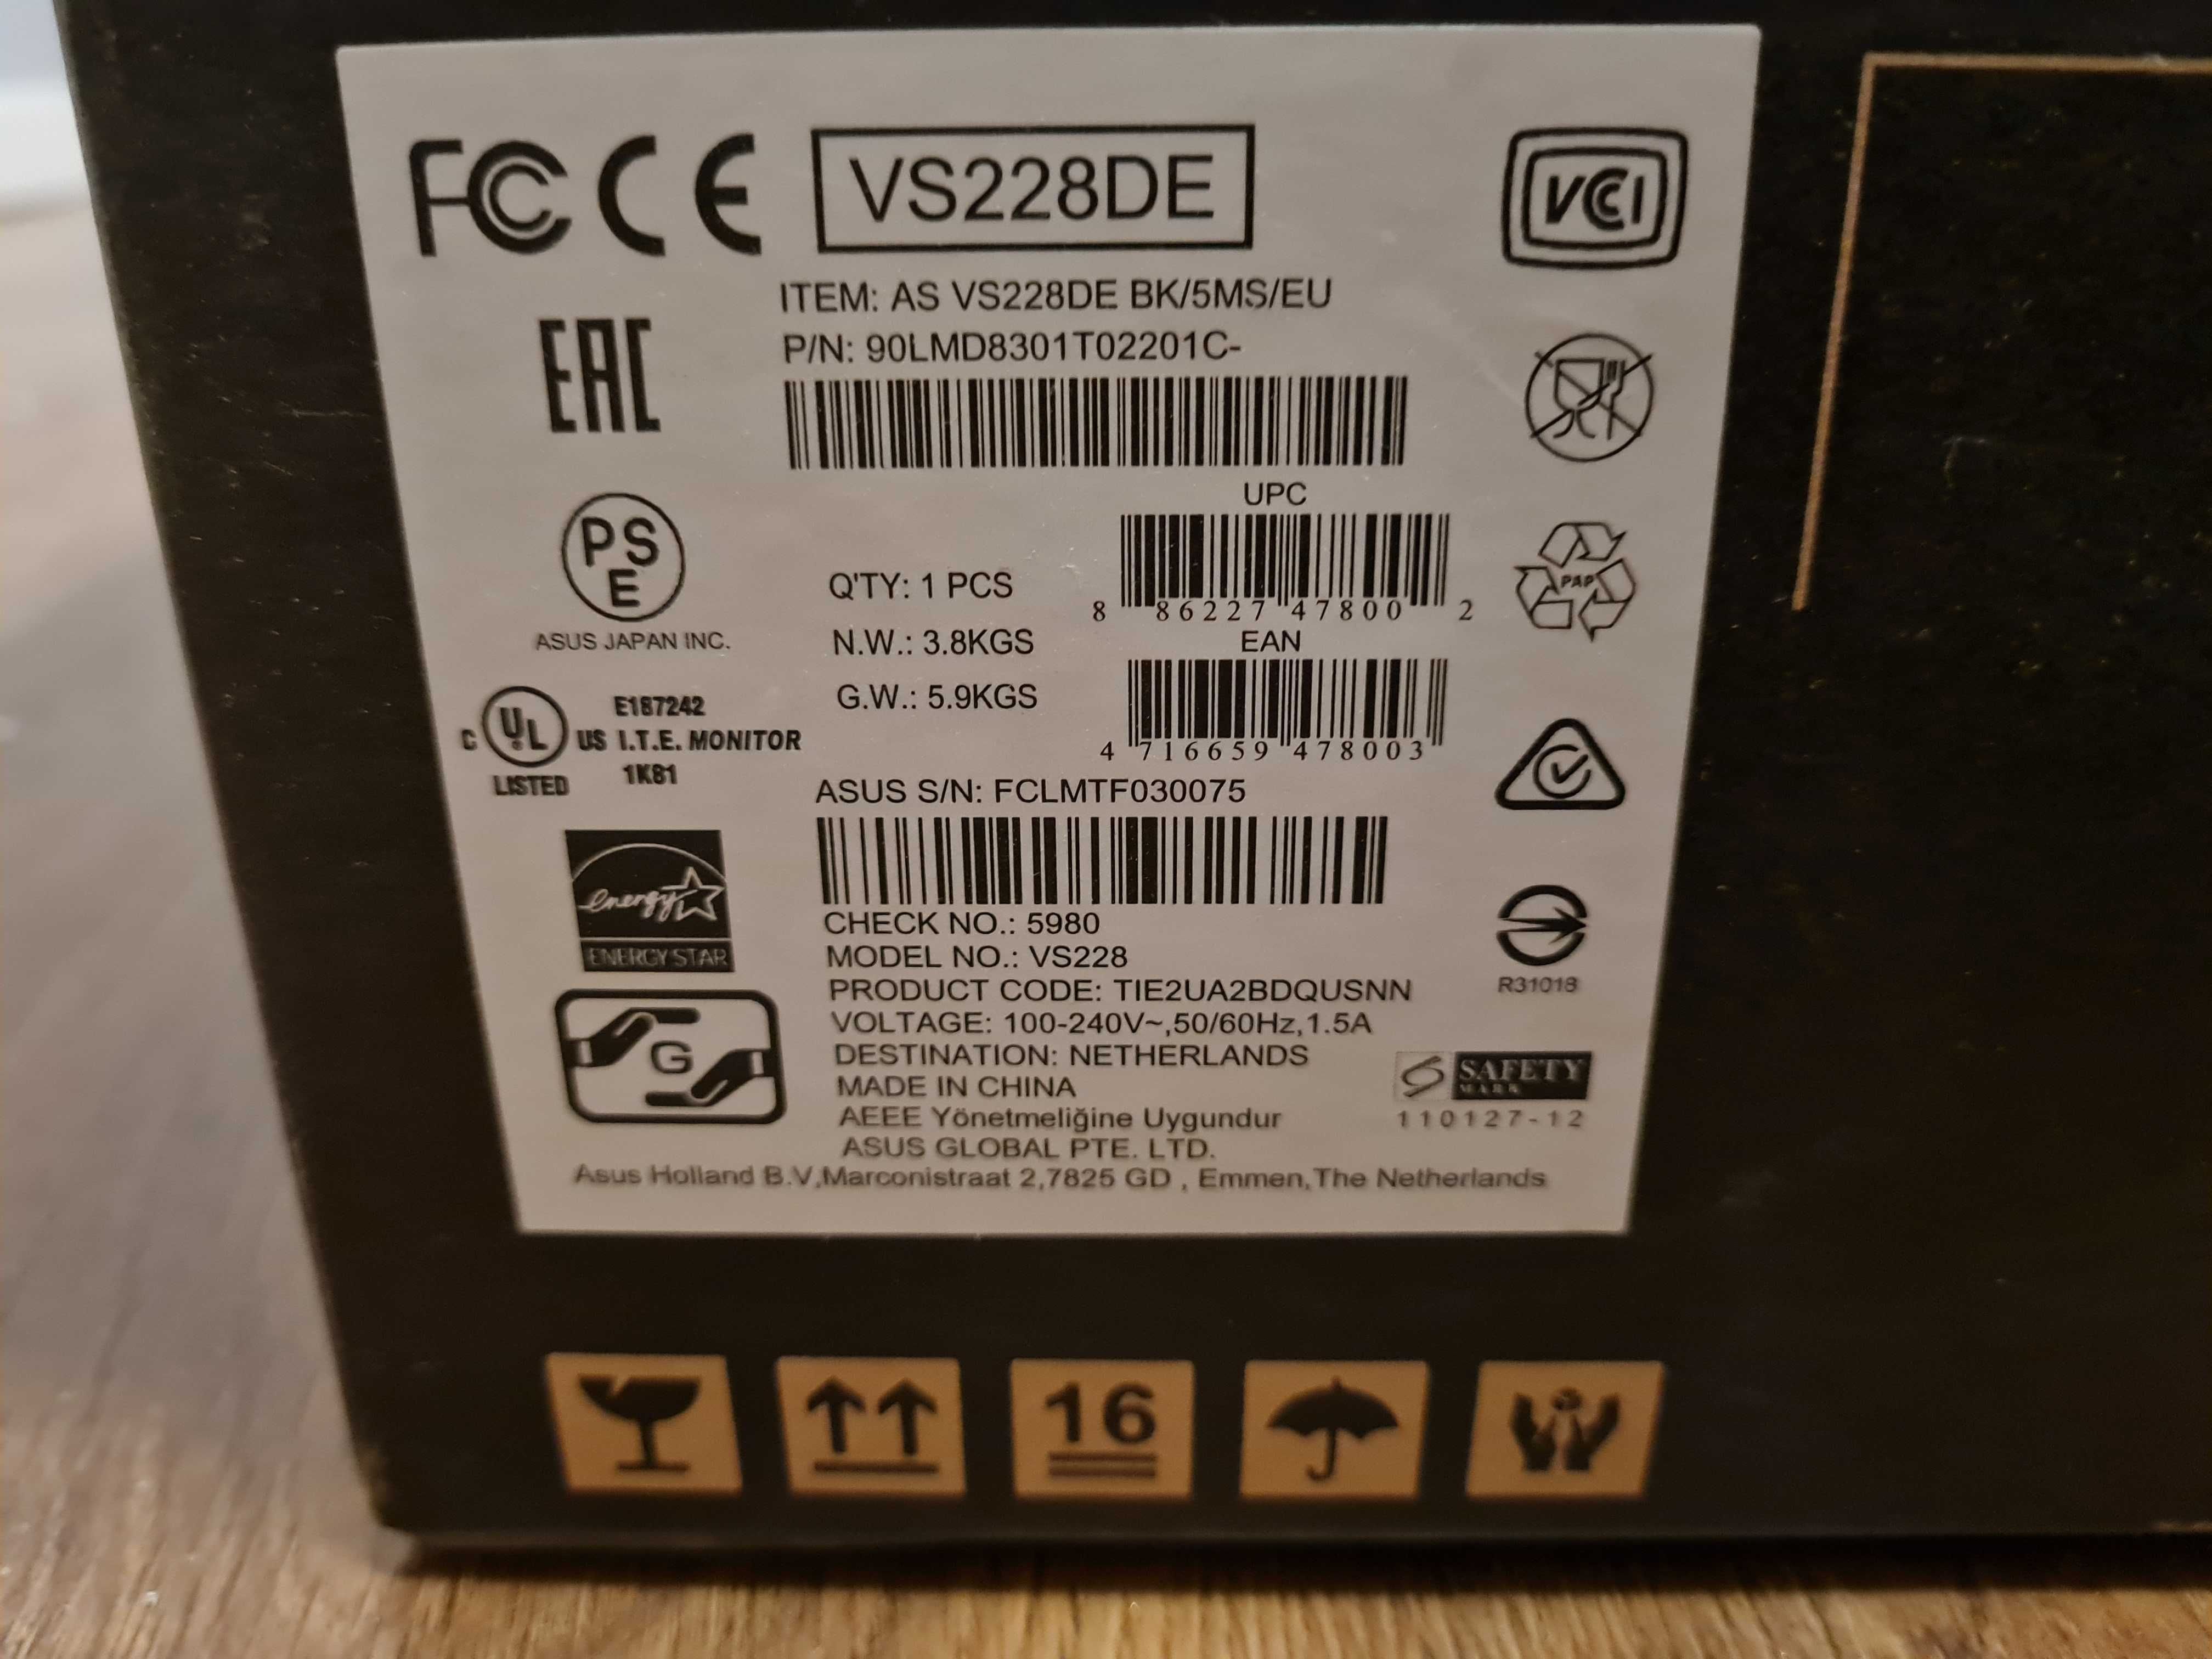 FC CE VS228DE VCCI
ITEM: AS VS228DE BK/5MS/EU
P/N: 90LMD8301T02201C-
EAC
UPC
8 86227 47800 2
PS
E
ASUS JAPAN INC.
Q'TY: 1 PCS
N.W.: 3.8KGS
G.W.: 5.9KGS
EAN
4 716659 478003
PAP
C UL US
LISTED
E187242
I.T.E. MONITOR
1K81
ASUS S/N: FCLMTF030075
energy
ENERGY STAR
CHECK NO.: 5980
MODEL NO.: VS228
PRODUCT CODE: TIE2UA2BDQUSNN
VOLTAGE: 100-240V~,50/60Hz,1.5A
DESTINATION: NETHERLANDS
MADE IN CHINA
AEEE Yönetmeliğine Uygundur
ASUS GLOBAL PTE. LTD.
Asus Holland B.V,Marconistraat 2,7825 GD , Emmen,The Netherlands
G
R31018
S SAFETY
MARK
110127-12
16